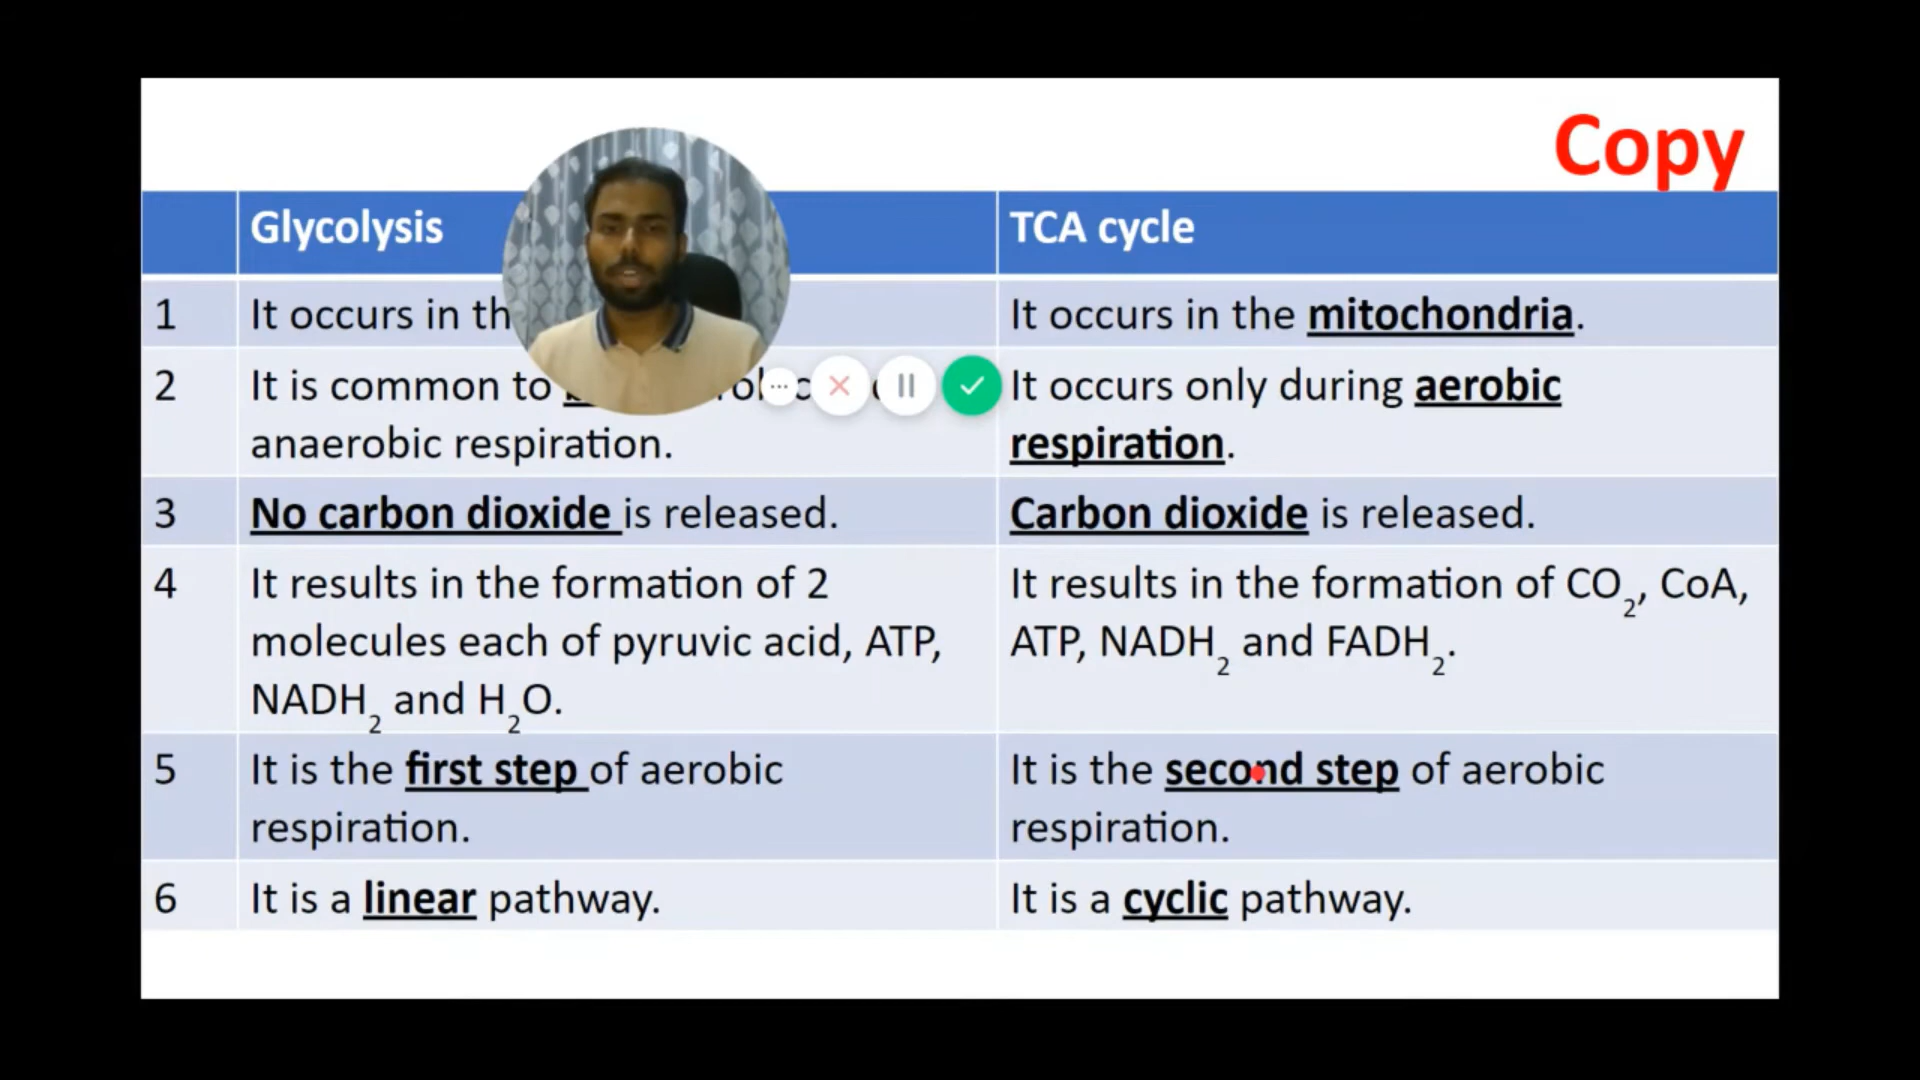 Copy
Glycolysis
TCA cycle
1
It occurs in
It occurs in the mitochondria.
2
It is common to
anaerobic respiration.
It occurs only during aerobic
respiration.
3
No carbon dioxide is released.
Carbon dioxide is released.
4
It results in the formation of 2
molecules each of pyruvic acid, ATP,
NADH2 and H2O.
It results in the formation of CO2, CoA,
ATP, NADH2 and FADH2.
5
It is the first step of aerobic
respiration.
It is the second step of aerobic
respiration.
6
It is a linear pathway.
It is a cyclic pathway.